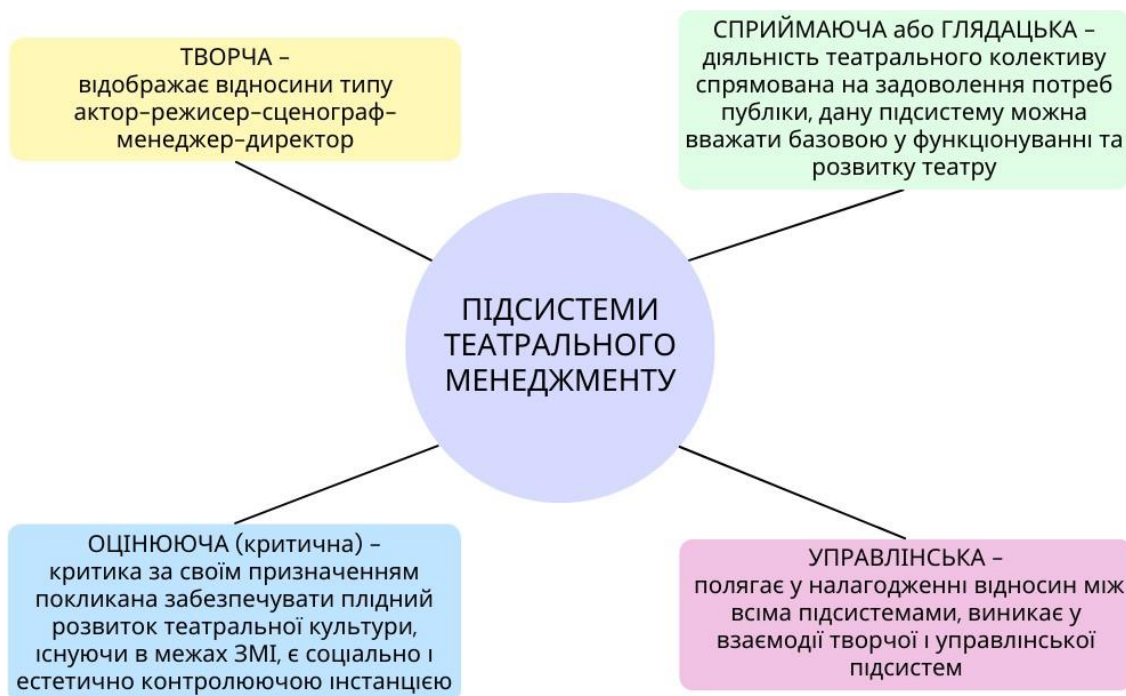 ТВОРЧА –
відображає відносини типу
актор–режисер–сценограф–
менеджер–директор
СПРИЙМАЮЧА або ГЛЯДАЦЬКА –
діяльність театрального колективу
спрямована на задоволення потреб
публіки, дану підсистему можна
вважати базовою у функціонуванні та
розвитку театру
ПІДСИСТЕМИ
ТЕАТРАЛЬНОГО
МЕНЕДЖМЕНТУ
ОЦІНЮЮЧА (критична) –
критика за своїм призначенням
покликана забезпечувати плідний
розвиток театральної культури,
існуючи в межах ЗМІ, є соціально і
естетично контролюючою інстанцією
УПРАВЛІНСЬКА –
полягає у налагодженні відносин між
всіма підсистемами, виникає у
взаємодії творчої і управлінської
підсистем